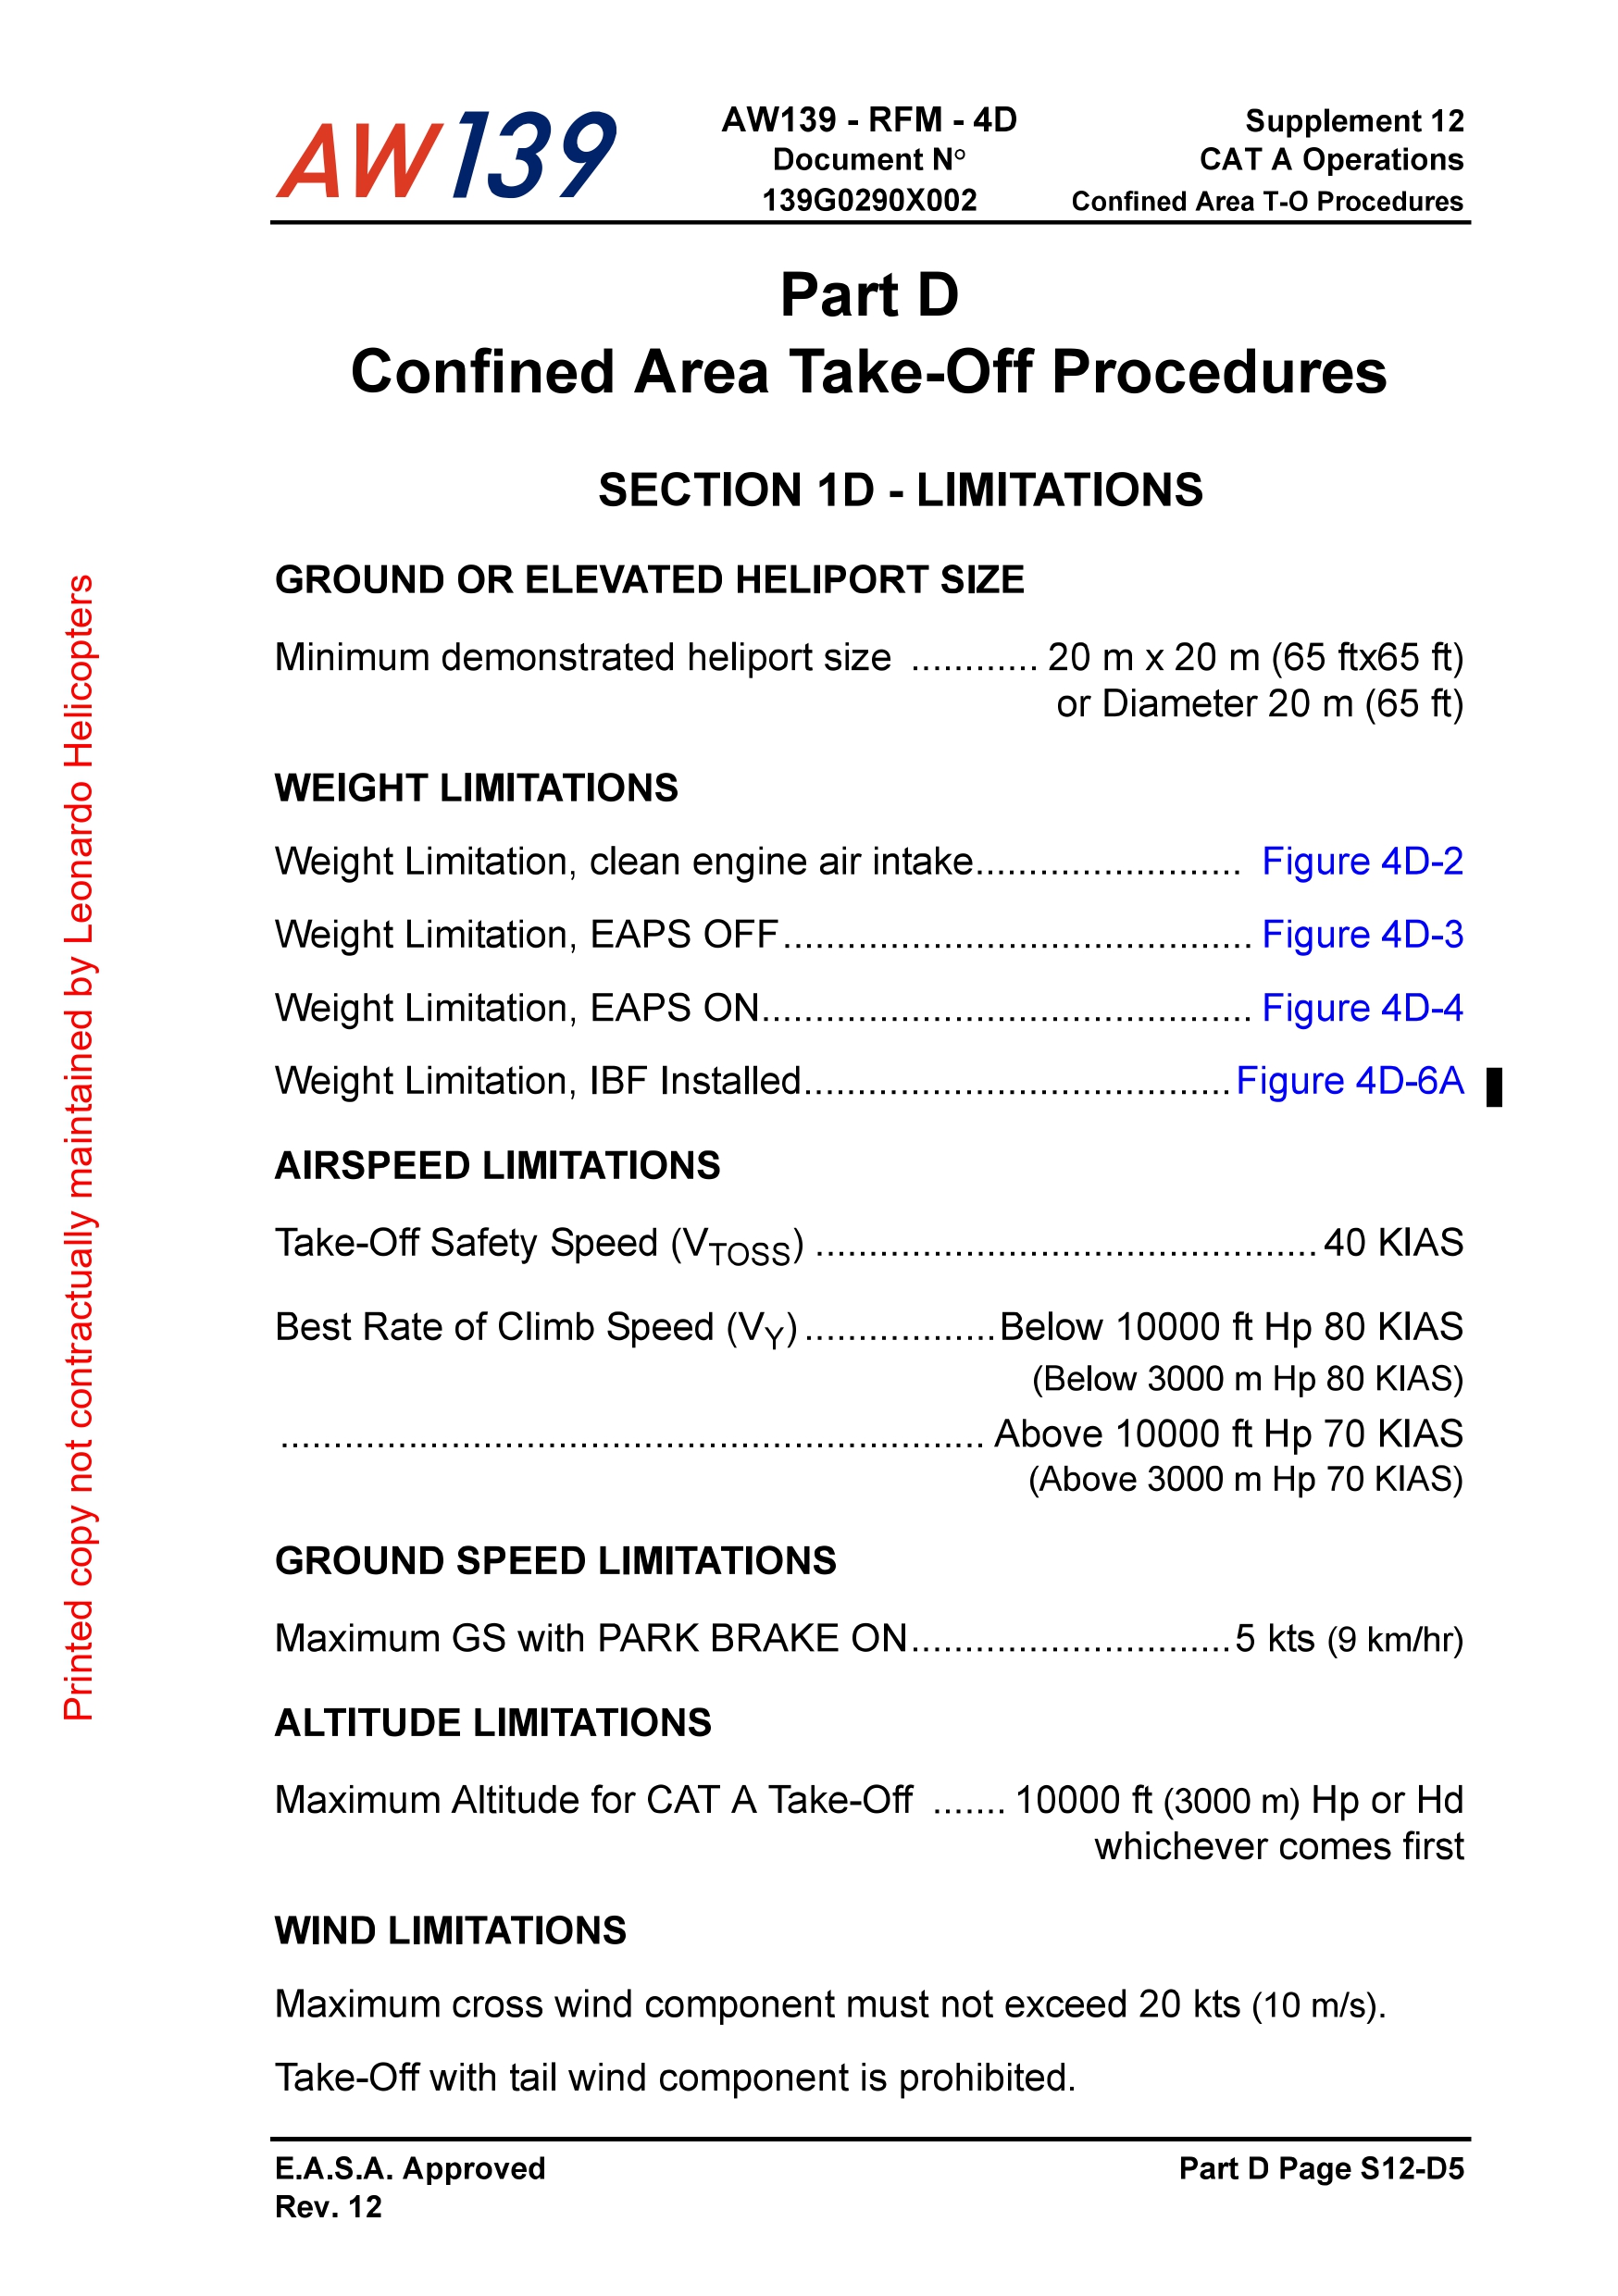 AW139
AW139 - RFM - 4D
Document N°
139G0290X002
Supplement 12
CAT A Operations
Confined Area T-O Procedures
Part D
Confined Area Take-Off Procedures
SECTION 1D - LIMITATIONS
GROUND OR ELEVATED HELIPORT SIZE
Minimum demonstrated heliport size ............ 20 m x 20 m (65 ftx65 ft)
or Diameter 20 m (65 ft)
WEIGHT LIMITATIONS
Weight Limitation, clean engine air intake......................... Figure 4D-2
Weight Limitation, EAPS OFF............................................ Figure 4D-3
Weight Limitation, EAPS ON.............................................. Figure 4D-4
Weight Limitation, IBF Installed........................................ Figure 4D-6A
AIRSPEED LIMITATIONS
Take-Off Safety Speed (VTOSS) ............................................... 40 KIAS
Best Rate of Climb Speed (VY) .................. Below 10000 ft Hp 80 KIAS
(Below 3000 m Hp 80 KIAS)
.................................................................. Above 10000 ft Hp 70 KIAS
(Above 3000 m Hp 70 KIAS)
GROUND SPEED LIMITATIONS
Maximum GS with PARK BRAKE ON.............................. 5 kts (9 km/hr)
ALTITUDE LIMITATIONS
Maximum Altitude for CAT A Take-Off ....... 10000 ft (3000 m) Hp or Hd
whichever comes first
WIND LIMITATIONS
Maximum cross wind component must not exceed 20 kts (10 m/s).
Take-Off with tail wind component is prohibited.
E.A.S.A. Approved
Rev. 12
Part D Page S12-D5
Printed copy not contractually maintained by Leonardo Helicopters